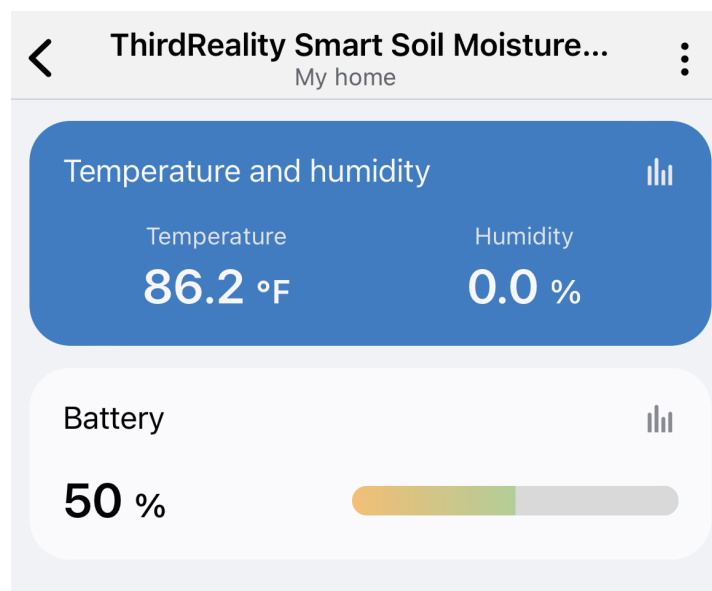 ThirdReality Smart Soil Moisture...
My home
Temperature and humidity
Temperature Humidity
86.2 °F 0.0 %
Battery
50 %